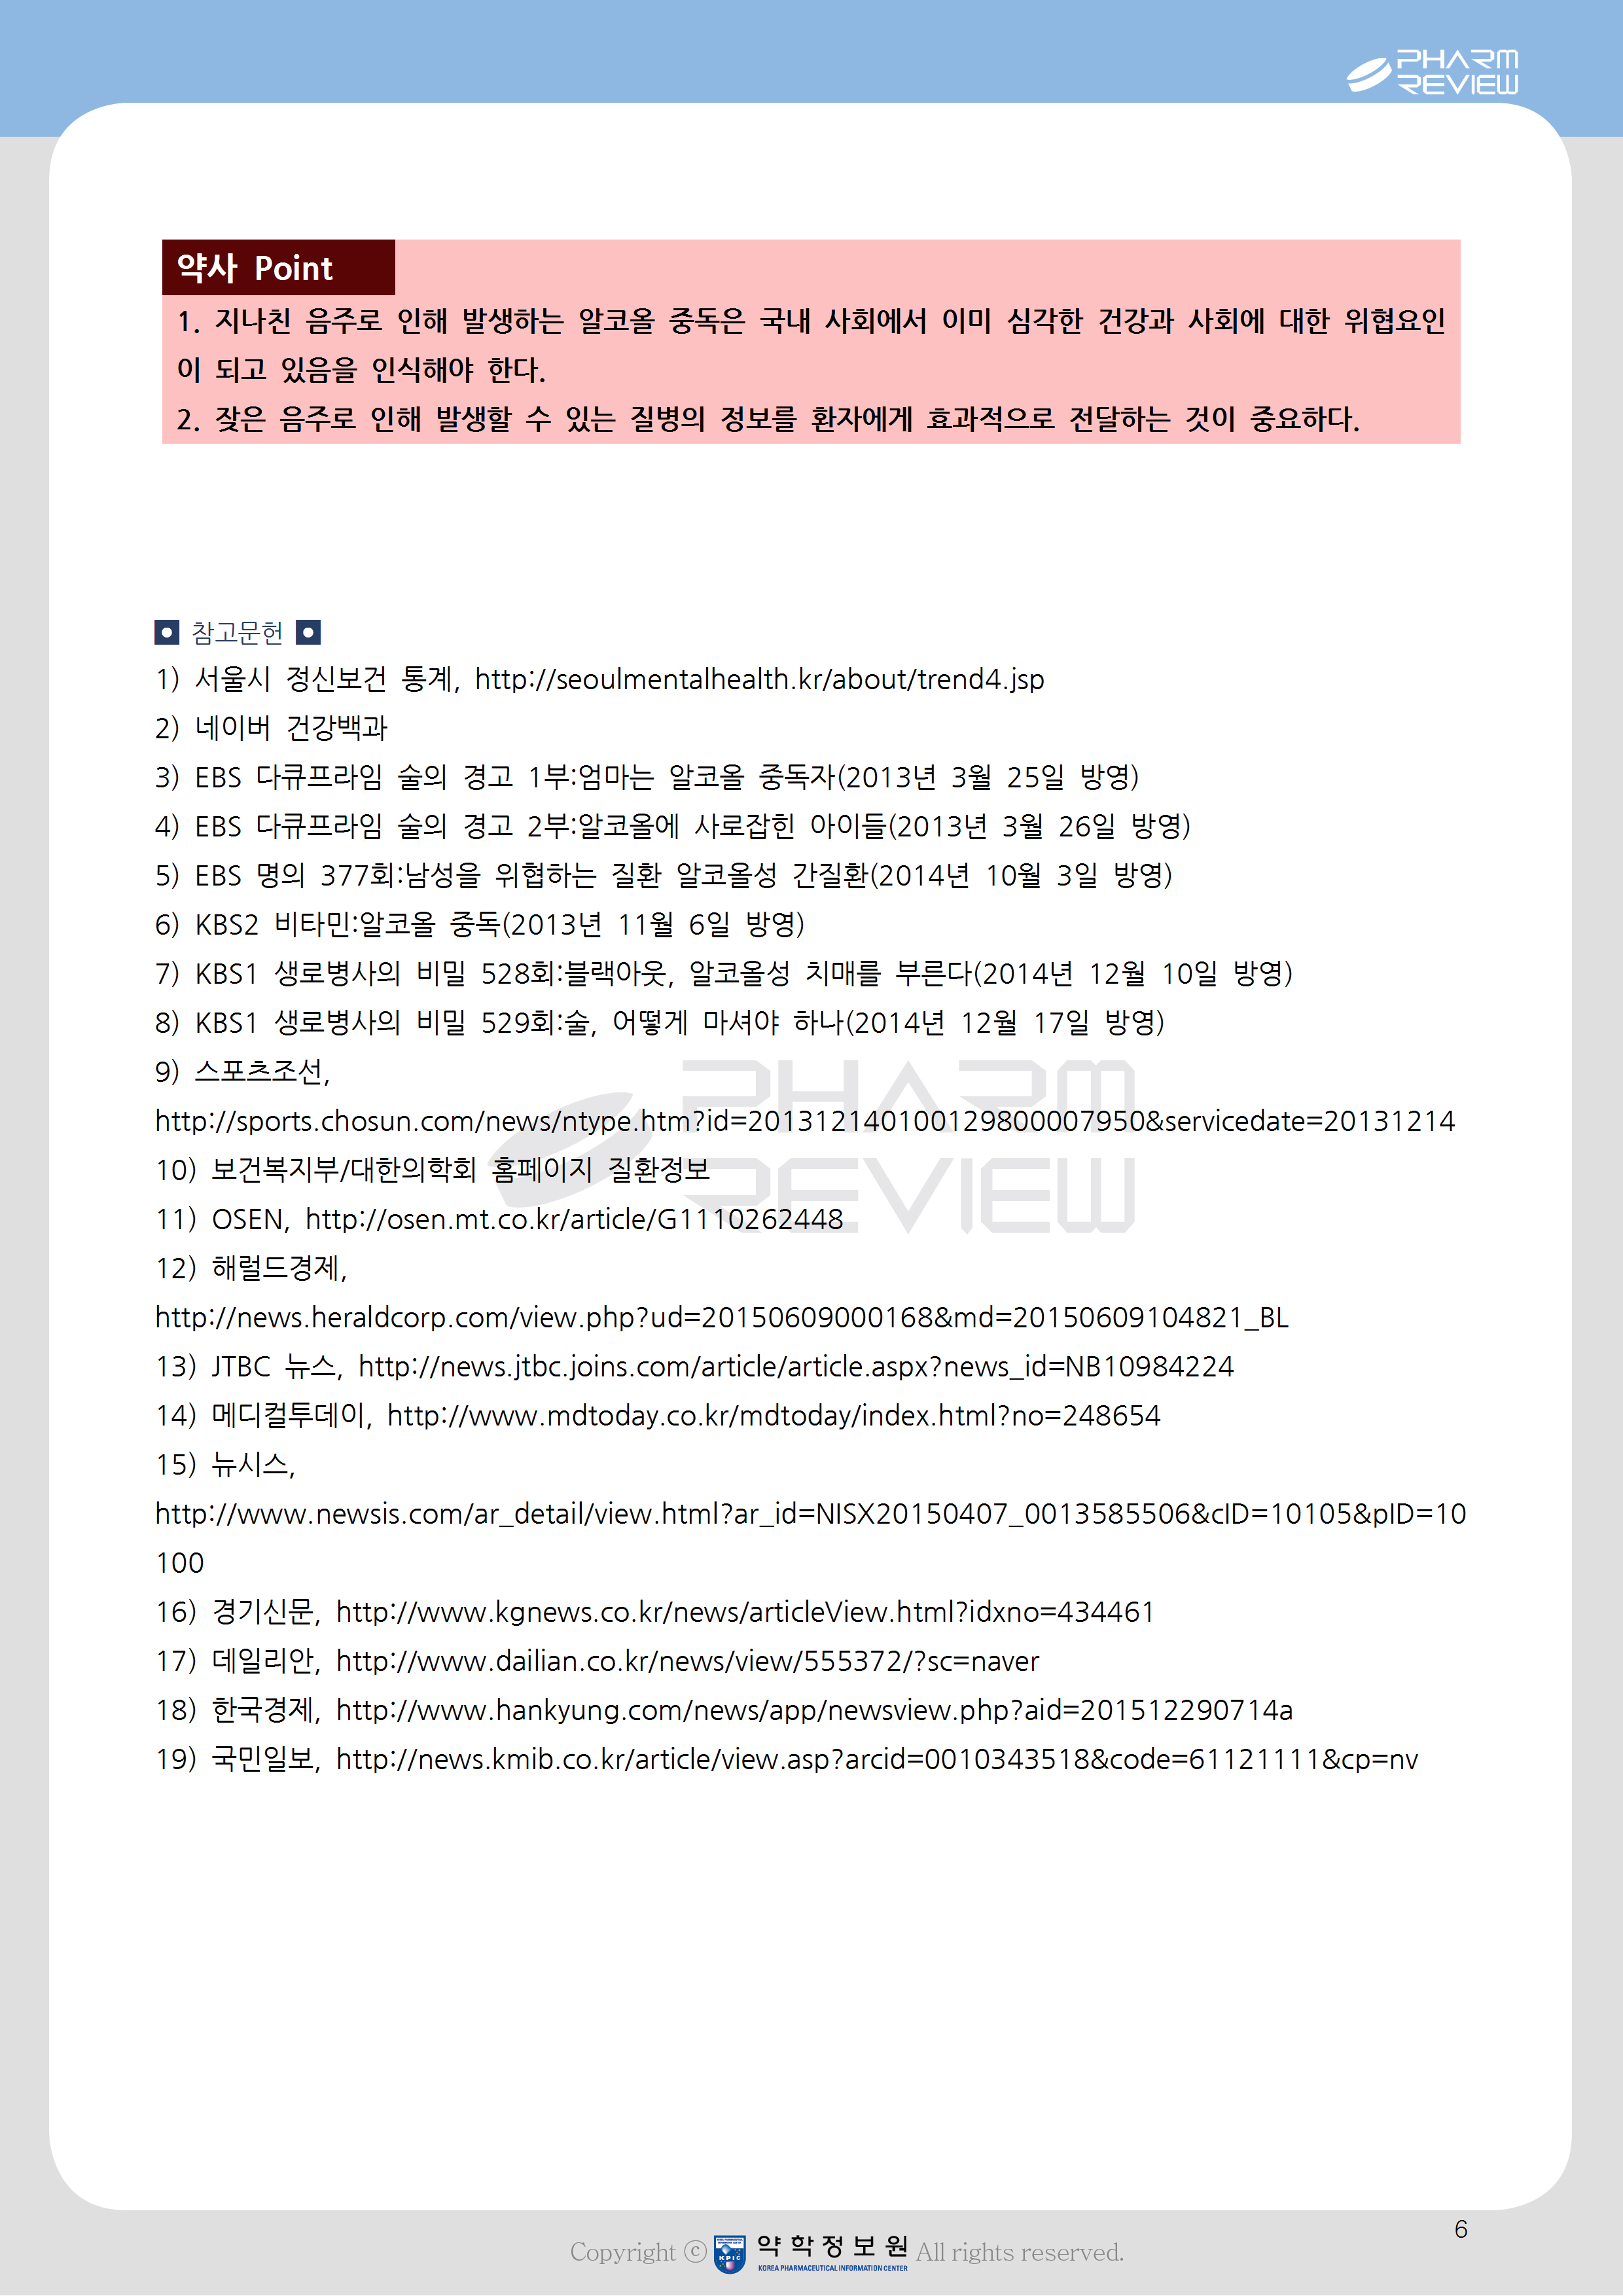 PHARM
REVIEW
약사 Point
1. 지나친 음주로 인해 발생하는 알코올 중독은 국내 사회에서 이미 심각한 건강과 사회에 대한 위협요인
이 되고 있음을 인식해야 한다.
2. 잦은 음주로 인해 발생할 수 있는 질병의 정보를 환자에게 효과적으로 전달하는 것이 중요하다.
◘ 참고문헌 ◘
1) 서울시 정신보건 통계, http://seoulmentalhealth.kr/about/trend4.jsp
2) 네이버 건강백과
3) EBS 다큐프라임 술의 경고 1부:엄마는 알코올 중독자(2013년 3월 25일 방영)
4) EBS 다큐프라임 술의 경고 2부:알코올에 사로잡힌 아이들(2013년 3월 26일 방영)
5) EBS 명의 377회:남성을 위협하는 질환 알코올성 간질환(2014년 10월 3일 방영)
6) KBS2 비타민:알코올 중독(2013년 11월 6일 방영)
7) KBS1 생로병사의 비밀 528회:블랙아웃, 알코올성 치매를 부른다(2014년 12월 10일 방영)
8) KBS1 생로병사의 비밀 529회:술, 어떻게 마셔야 하나(2014년 12월 17일 방영)
9) 스포츠조선,
http://sports.chosun.com/news/ntype.htm?id=201312140100129800007950&servicedate=20131214
10) 보건복지부/대한의학회 홈페이지 질환정보
11) OSEN, http://osen.mt.co.kr/article/G1110262448
12) 해럴드경제,
http://news.heraldcorp.com/view.php?ud=20150609000168&md=20150609104821_BL
13) JTBC 뉴스, http://news.jtbc.joins.com/article/article.aspx?news_id=NB10984224
14) 메디컬투데이, http://www.mdtoday.co.kr/mdtoday/index.html?no=248654
15) 뉴시스,
http://www.newsis.com/ar_detail/view.html?ar_id=NISX20150407_0013585506&cID=10105&pID=10
100
16) 경기신문, http://www.kgnews.co.kr/news/articleView.html?idxno=434461
17) 데일리안, http://www.dailian.co.kr/news/view/555372/?sc=naver
18) 한국경제, http://www.hankyung.com/news/app/newsview.php?aid=201512290714a
19) 국민일보, http://news.kmib.co.kr/article/view.asp?arcid=0010343518&code=61121111&cp=nv
PHARM
REVIEW
6
Copyright ⓒ KPIC 약학정보원 All rights reserved.
KOREA PHARMACEUTICAL INFORMATION CENTER